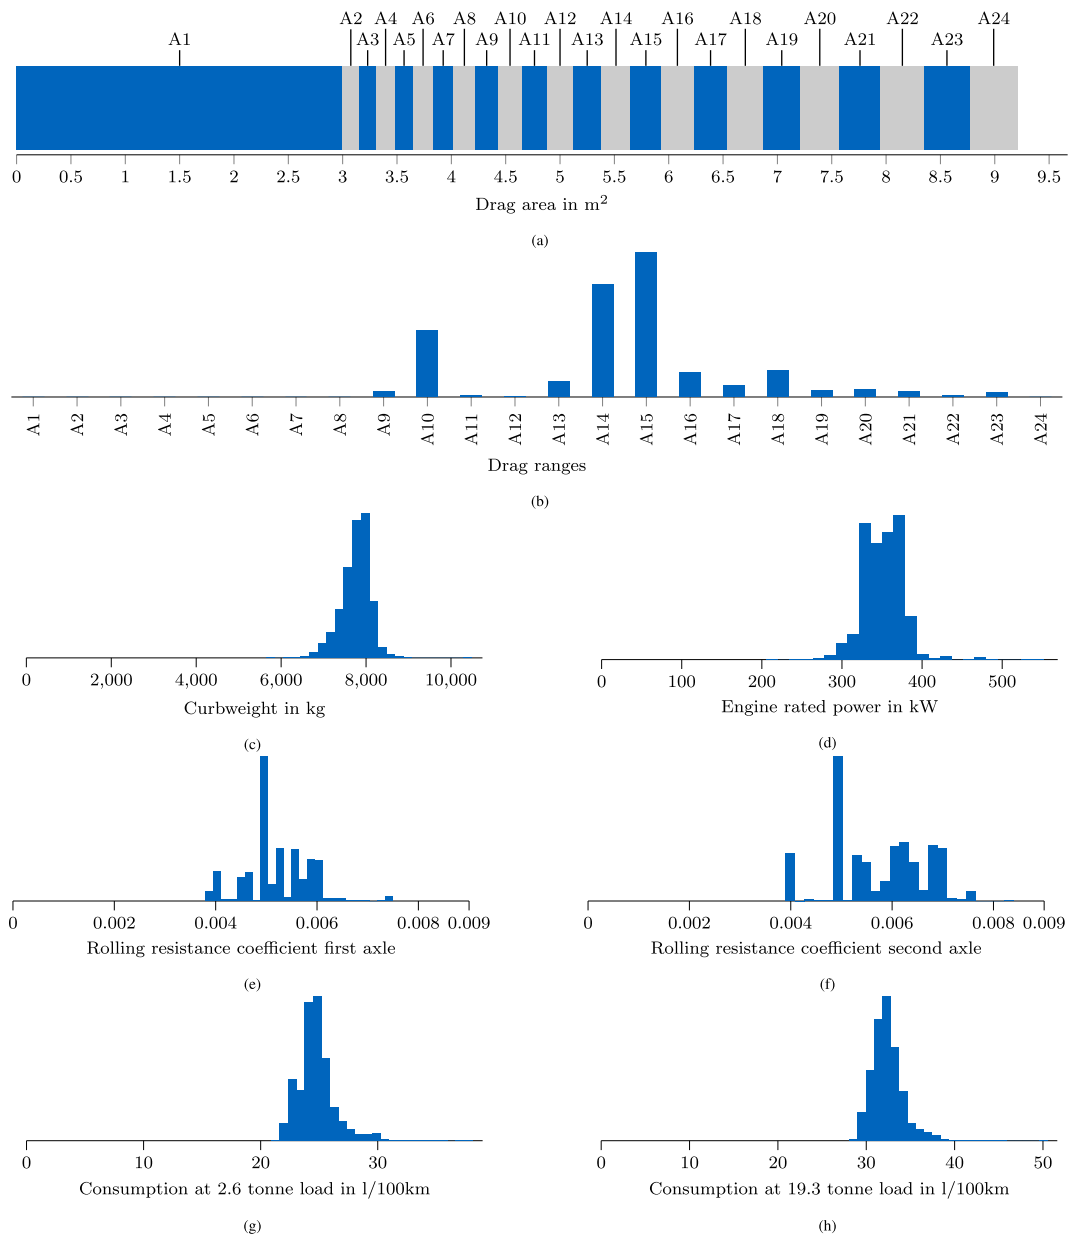 A2 A4 A6 A8 A10 A12 A14 A16 A18 A20 A22 A24
A1 A3 A5 A7 A9 A11 A13 A15 A17 A19 A21 A23
0 0.5 1 1.5 2 2.5 3 3.5 4 4.5 5 5.5 6 6.5 7 7.5 8 8.5 9 9.5
Drag area in m²
(a)
A1 A2 A3 A4 A5 A6 A7 A8 A9 A10 A11 A12 A13 A14 A15 A16 A17 A18 A19 A20 A21 A22 A23 A24
Drag ranges
(b)
0 2,000 4,000 6,000 8,000 10,000
Curbweight in kg
(c)
0 100 200 300 400 500
Engine rated power in kW
(d)
0 0.002 0.004 0.006 0.008 0.009
Rolling resistance coefficient first axle
(e)
0 0.002 0.004 0.006 0.008 0.009
Rolling resistance coefficient second axle
(f)
0 10 20 30
Consumption at 2.6 tonne load in l/100km
(g)
0 10 20 30 40 50
Consumption at 19.3 tonne load in l/100km
(h)